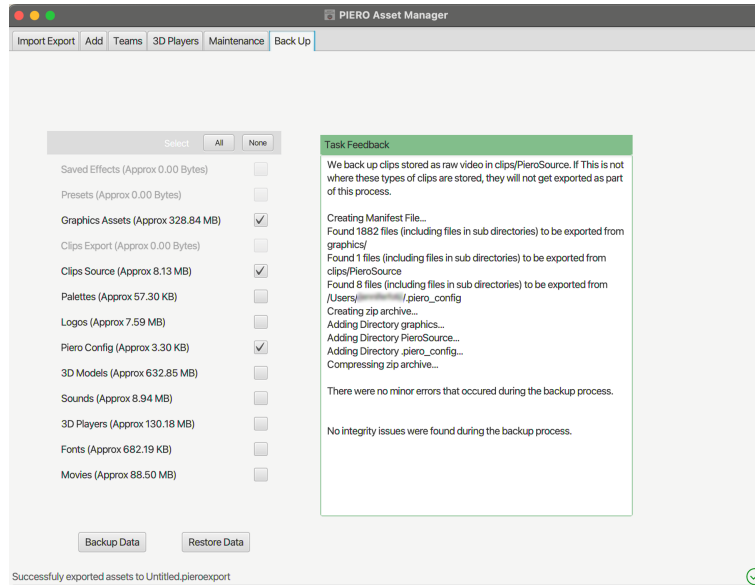 PIERO Asset Manager
Import Export Add Teams 3D Players Maintenance Back Up
Select All None
Saved Effects (Approx 0.00 Bytes)
Presets (Approx 0.00 Bytes)
Graphics Assets (Approx 328.84 MB)
Clips Export (Approx 0.00 Bytes)
Clips Source (Approx 8.13 MB)
Palettes (Approx 57.30 KB)
Logos (Approx 7.59 MB)
Piero Config (Approx 3.30 KB)
3D Models (Approx 632.85 MB)
Sounds (Approx 8.94 MB)
3D Players (Approx 130.18 MB)
Fonts (Approx 682.19 KB)
Movies (Approx 88.50 MB)
Backup Data Restore Data
Task Feedback
We back up clips stored as raw video in clips/PieroSource. If This is not
where these types of clips are stored, they will not get exported as part
of this process.
Creating Manifest File...
Found 1882 files (including files in sub directories) to be exported from
graphics/
Found 1 files (including files in sub directories) to be exported from
clips/PieroSource
Found 8 files (including files in sub directories) to be exported from
/Users/ /.piero_config
Creating zip archive...
Adding Directory graphics...
Adding Directory PieroSource...
Adding Directory .piero_config...
Compressing zip archive...
There were no minor errors that occured during the backup process.
No integrity issues were found during the backup process.
Successfuly exported assets to Untitled.pieroexport